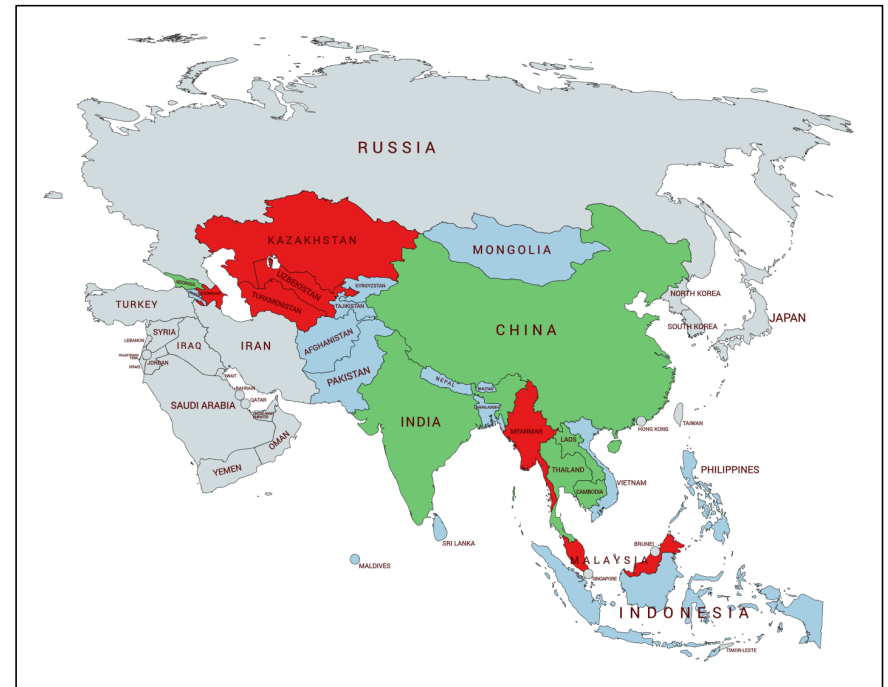 RUSSIA
KAZAKHSTAN
MONGOLIA
UZBEKISTAN
GEORGIA
KYRGYZSTAN
TURKMENISTAN
TURKEY
TAJIKISTAN
NORTH KOREA
CHINA
JAPAN
SOUTH KOREA
SYRIA
LEBANON
IRAQ
IRAN
AFGHANISTAN
JORDAN
ISRAEL
PAKISTAN
NEPAL
BHUTAN
BAHRAIN
QATAR
SAUDI ARABIA
BANGLADESH
INDIA
TAIWAN
HONG KONG
MYANMAR
LAOS
OMAN
YEMEN
THAILAND
PHILIPPINES
VIETNAM
CAMBODIA
SRI LANKA
BRUNEI
MALAYSIA
MALDIVES
SINGAPORE
INDONESIA
TIMOR-LESTE